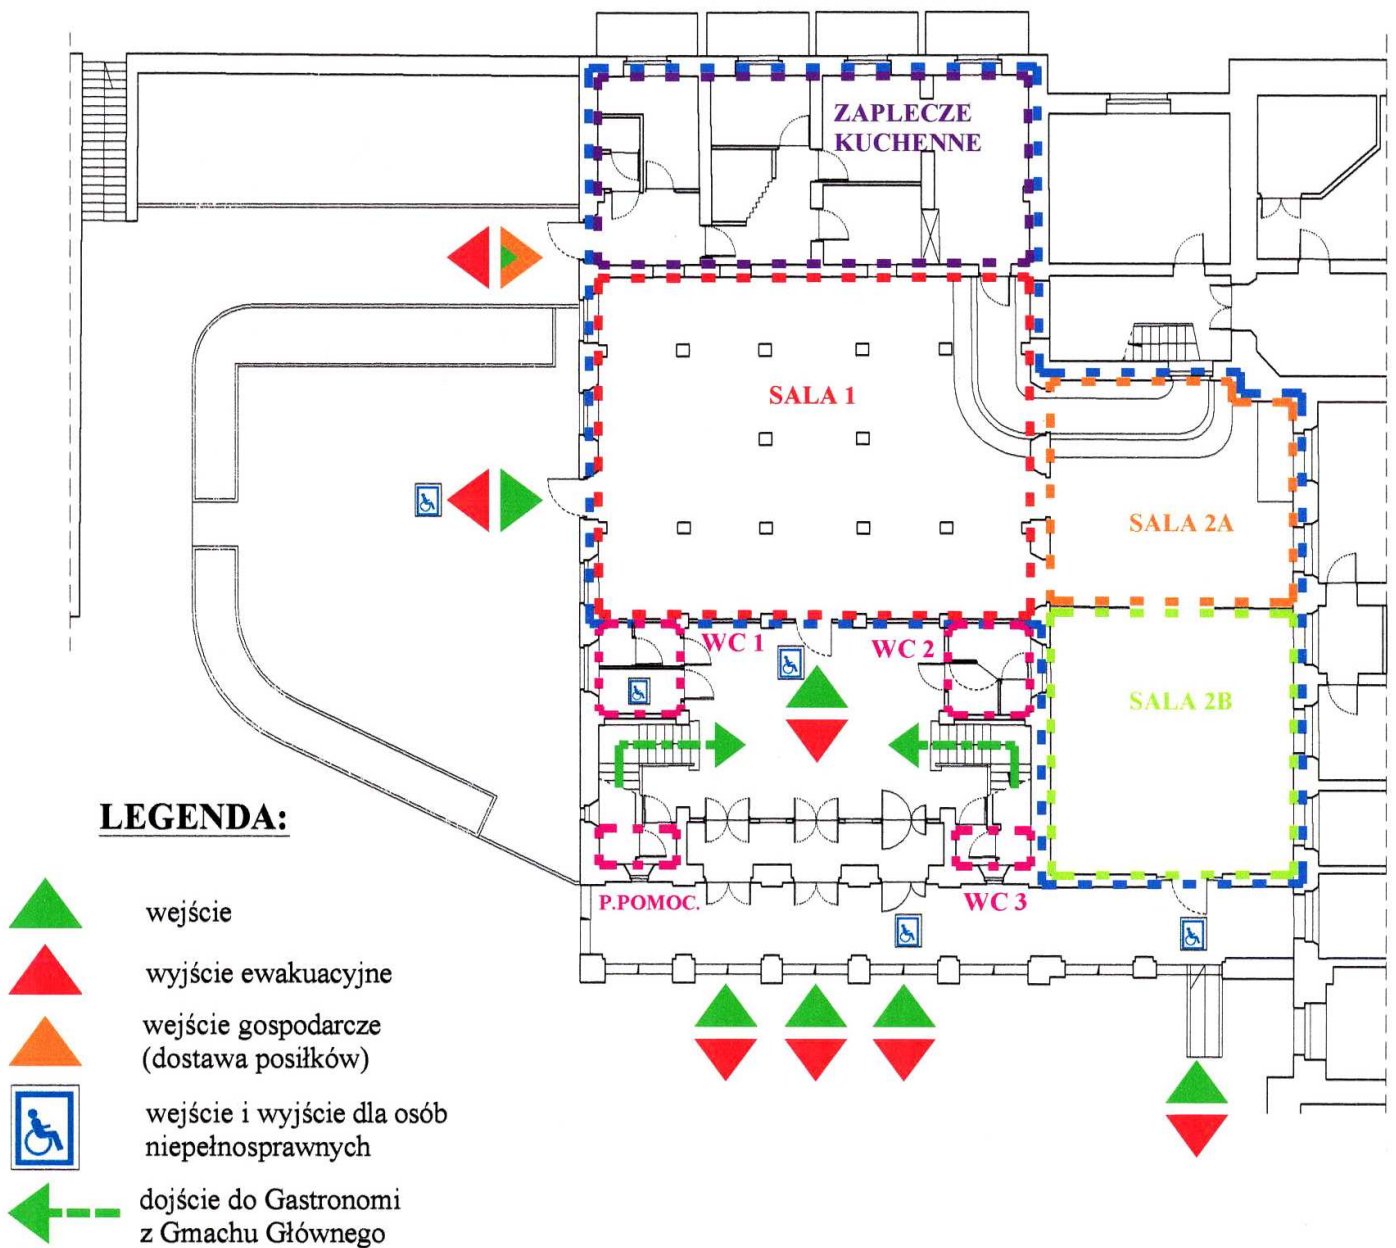 ZAPLECZE
KUCHENNE
SALA 1
SALA 2A
WC 1
WC 2
SALA 2B
P.POMOC.
WC 3
LEGENDA:
wejście
wyjście ewakuacyjne
wejście gospodarcze
(dostawa posiłków)
wejście i wyjście dla osób
niepełnosprawnych
dojście do Gastronomi
z Gmachu Głównego